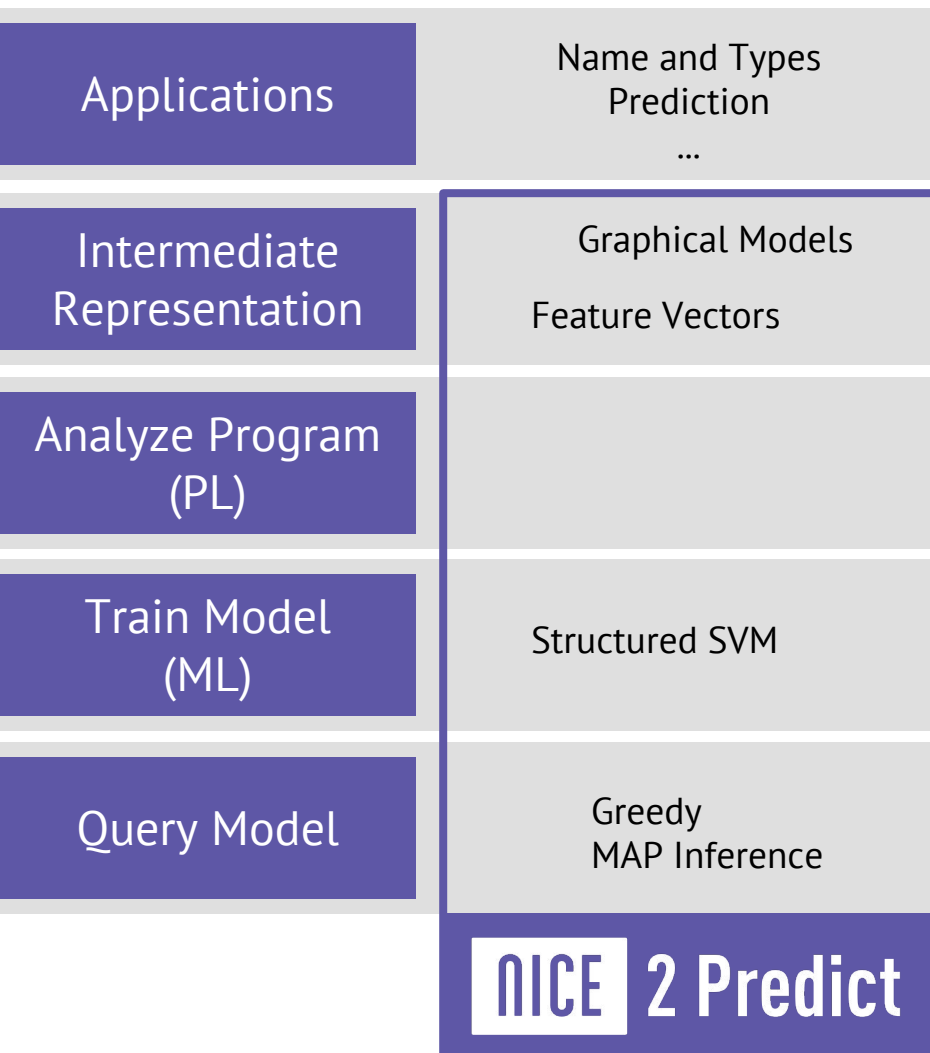 Applications
Name and Types
Prediction
...
Intermediate
Representation
Graphical Models
Feature Vectors
Analyze Program
(PL)
Train Model
(ML)
Structured SVM
Query Model
Greedy
MAP Inference
NICE 2 Predict